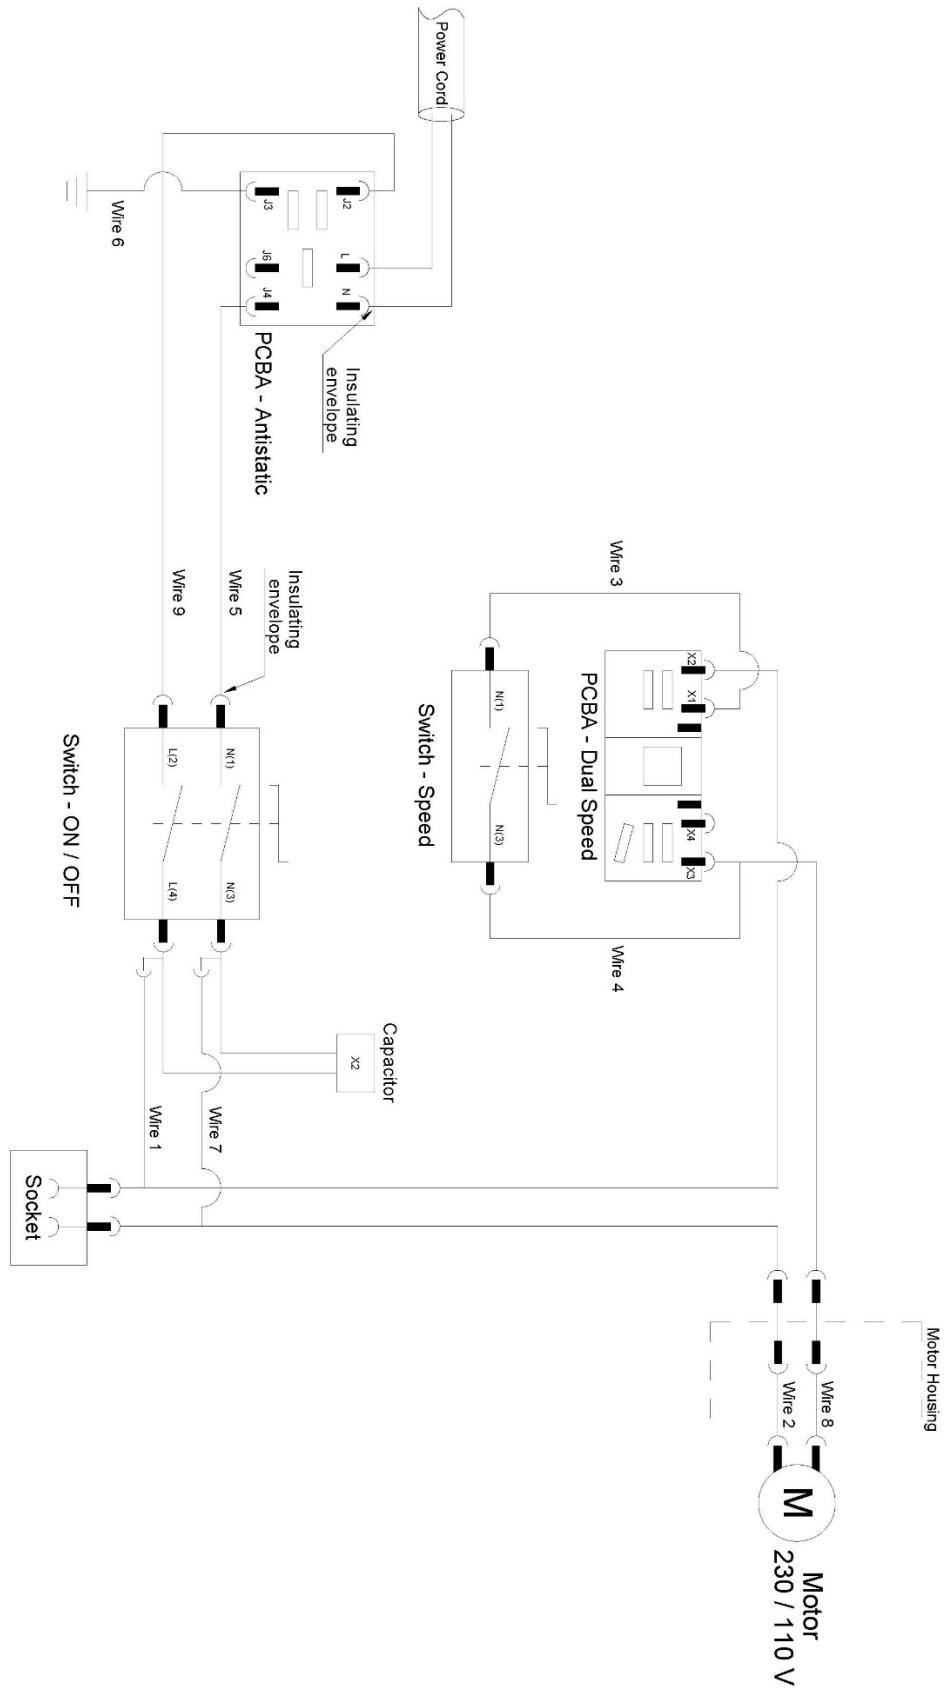 Power Cord
J2
J3
L
J6
N
J4
Wire 6
PCBA - Antistatic
Insulating
envelope
Wire 9
Wire 5
Insulating
envelope
L(2)
N(1)
L(4)
N(3)
Switch - ON / OFF
Wire 3
N(1)
N(3)
Switch - Speed
X2
X1
X4
X3
PCBA - Dual Speed
Wire 4
Capacitor
X2
Wire 1
Wire 7
Socket
Motor Housing
Wire 8
Wire 2
M
Motor
230 / 110 V